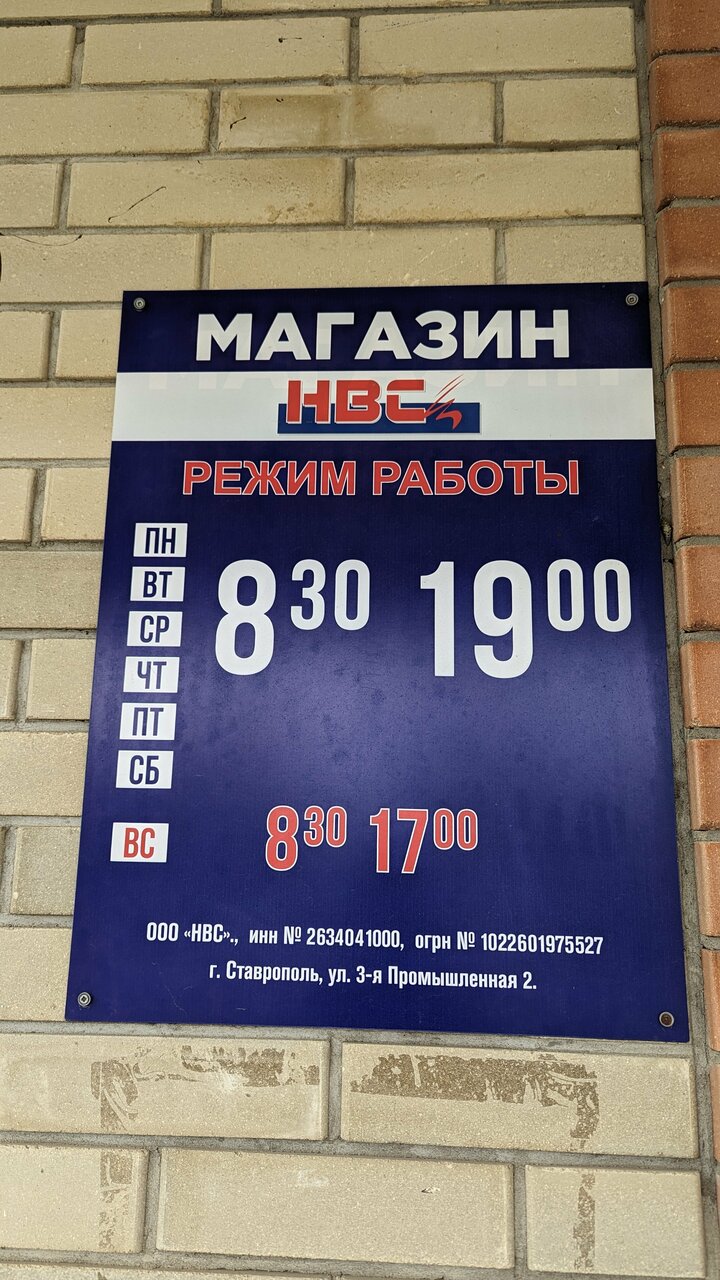 МАГАЗИН
НВС
РЕЖИМ РАБОТЫ
ПН
ВТ
СР
ЧТ
ПТ
СБ
8 30 19 00
ВС 8 30 17 00
ООО «НВС»., инн № 2634041000, огрн № 1022601975527
г. Ставрополь, ул. 3-я Промышленная 2.